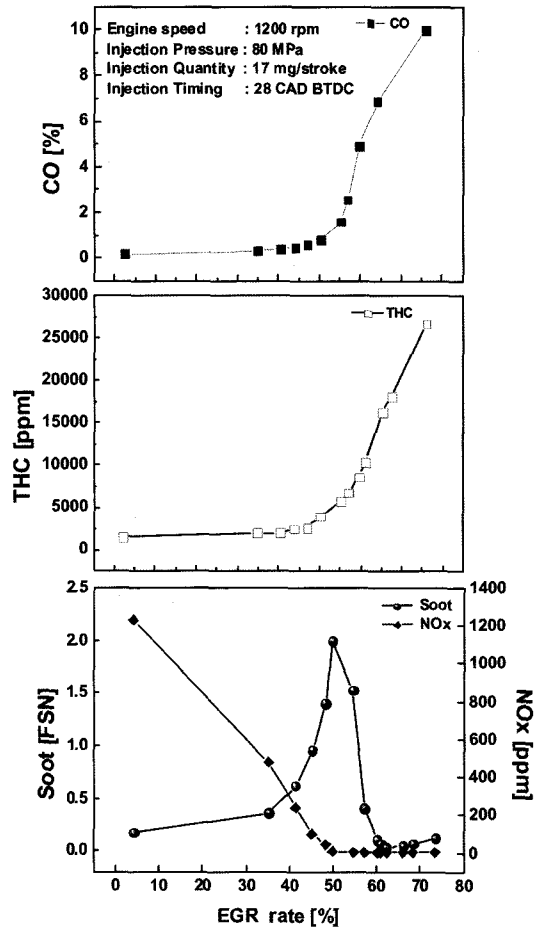 10
8
6
4
2
0
CO [%]
Engine speed : 1200 rpm
Injection Pressure : 80 MPa
Injection Quantity : 17 mg/stroke
Injection Timing : 28 CAD BTDC
CO
30000
25000
20000
15000
10000
5000
0
THC [ppm]
THC
2.5
2.0
1.5
1.0
0.5
0.0
Soot [FSN]
Soot
NOx
1400
1200
1000
800
600
400
200
0
NOx [ppm]
0 10 20 30 40 50 60 70 80
EGR rate [%]